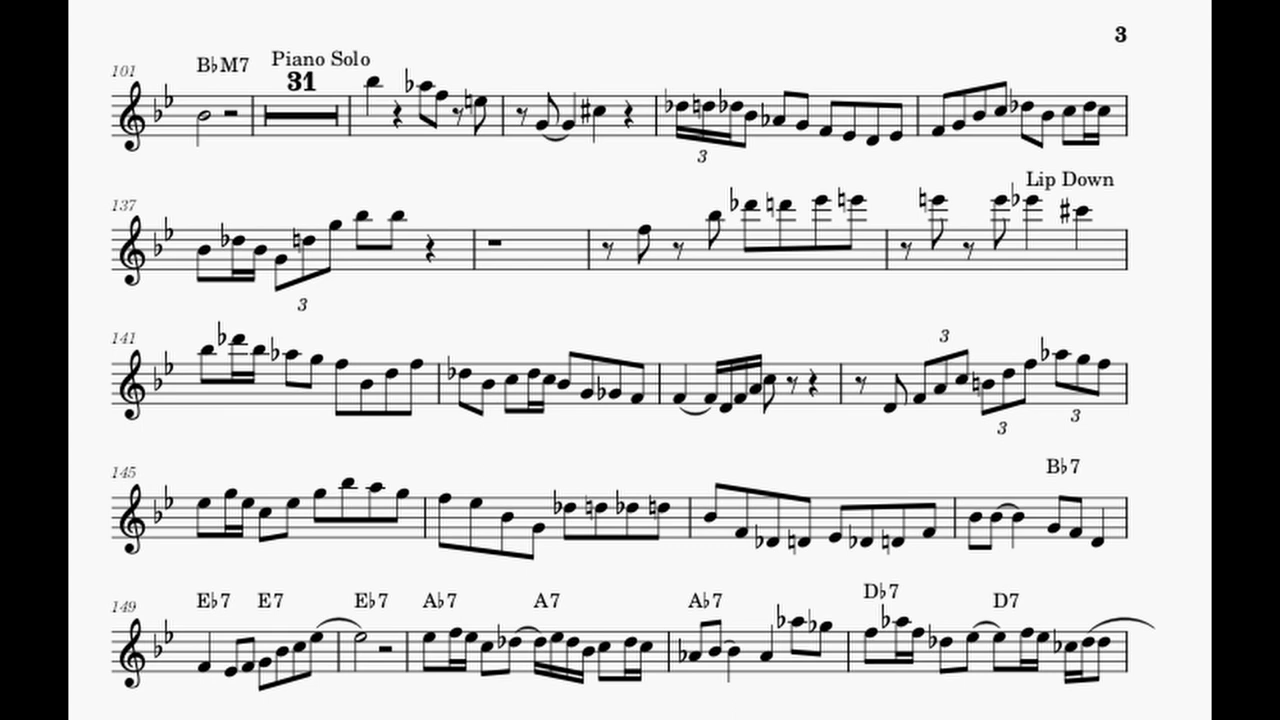 3
101 B♭M7 Piano Solo
31
3
137 Lip Down
3
141 3
3 3
145 B♭7
149 E♭7 E7 E♭7 A♭7 A7 A♭7 D♭7 D7